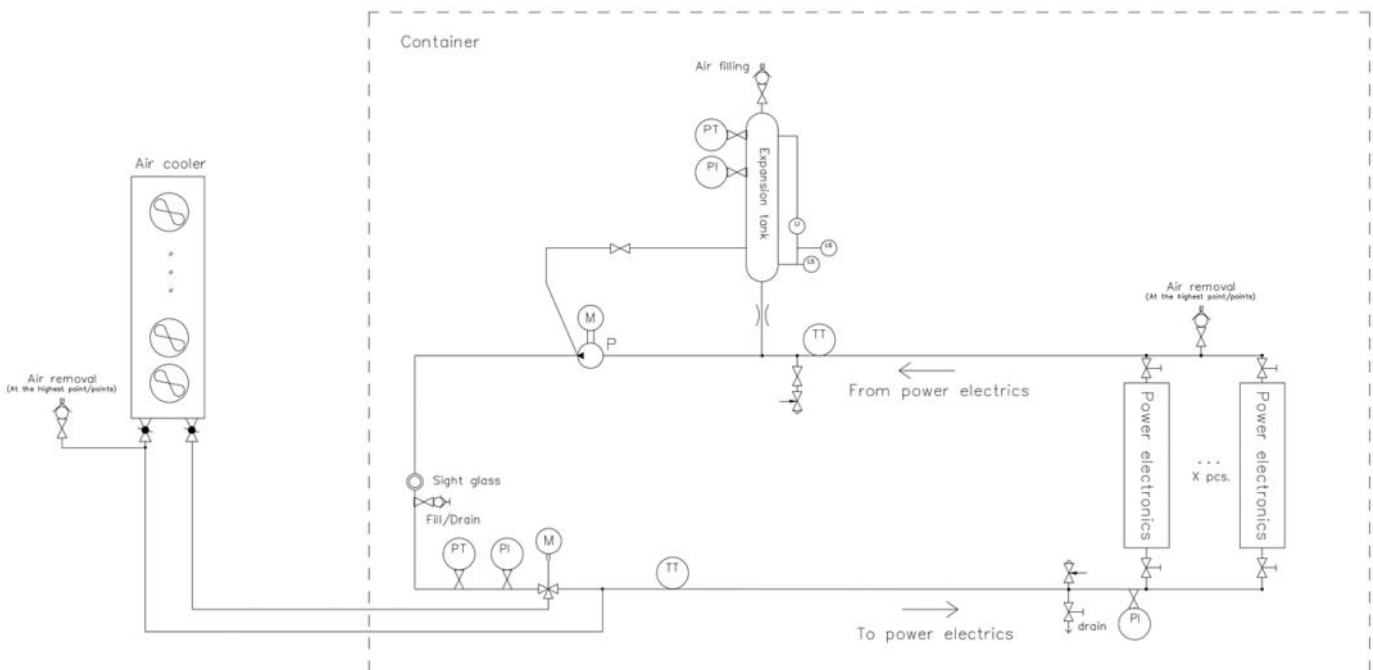 Container
Air filling
PT
PI
Expansion tank
LI
LS
LS
Air cooler
Air removal
(At the highest point/points)
M
P
TT
From power electrics
Air removal
(At the highest point/points)
Power electronics
...
X pcs.
Power electronics
Sight glass
Fill/Drain
PT
PI
M
TT
To power electrics
drain
PI